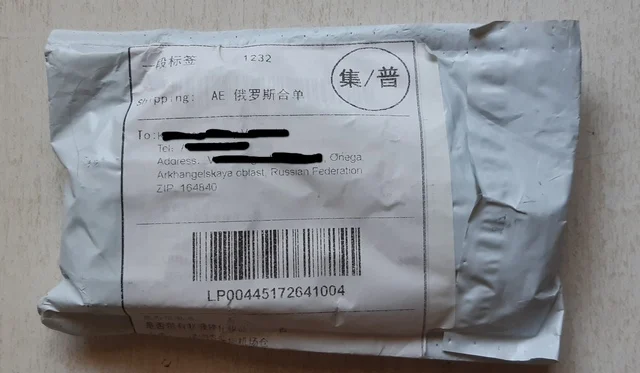 一段标签 1232
集/普
shipping: AE 俄罗斯合单
To:
Tel:
Address: Onega,
Arkhangelskaya oblast, Russian Federation
ZIP: 164840
LP00445172641004